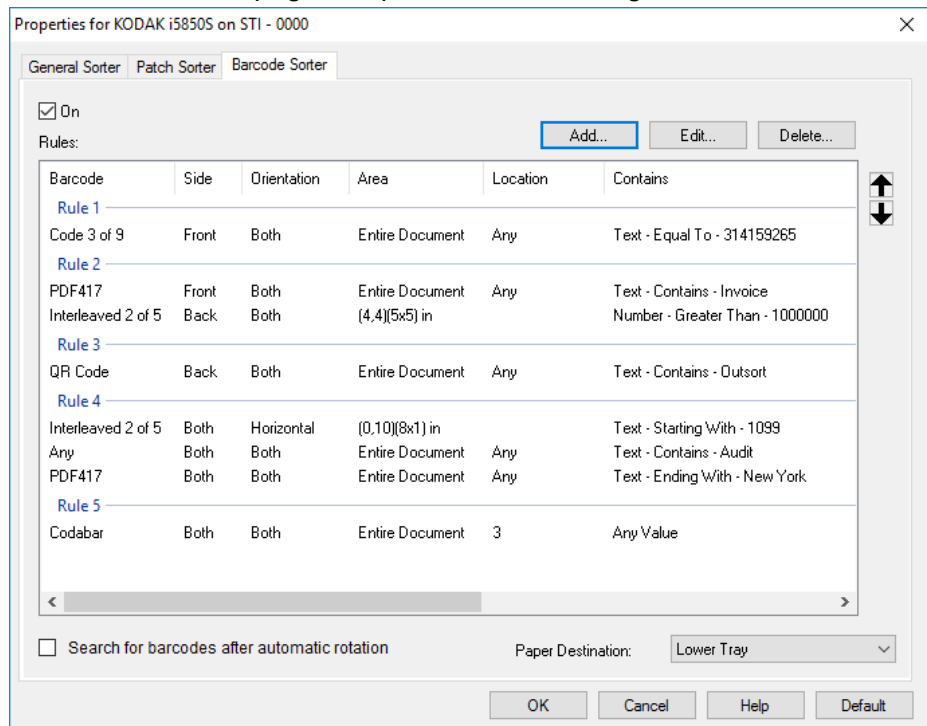 Properties for KODAK i5850S on STI - 0000
General Sorter Patch Sorter Barcode Sorter
On
Rules:
Add... Edit... Delete...
Barcode Side Orientation Area Location Contains
Rule 1
Code 3 of 9 Front Both Entire Document Any Text - Equal To - 314159265
Rule 2
PDF417 Front Both Entire Document Any Text - Contains - Invoice
Interleaved 2 of 5 Back Both (4,4)(5x5) in Number - Greater Than - 1000000
Rule 3
QR Code Back Both Entire Document Any Text - Contains - Outsort
Rule 4
Interleaved 2 of 5 Both Horizontal (0,10)(8x1) in Text - Starting With - 1099
Any Both Both Entire Document Any Text - Contains - Audit
PDF417 Both Both Entire Document Any Text - Ending With - New York
Rule 5
Codabar Both Both Entire Document 3 Any Value
Search for barcodes after automatic rotation Paper Destination: Lower Tray
OK Cancel Help Default